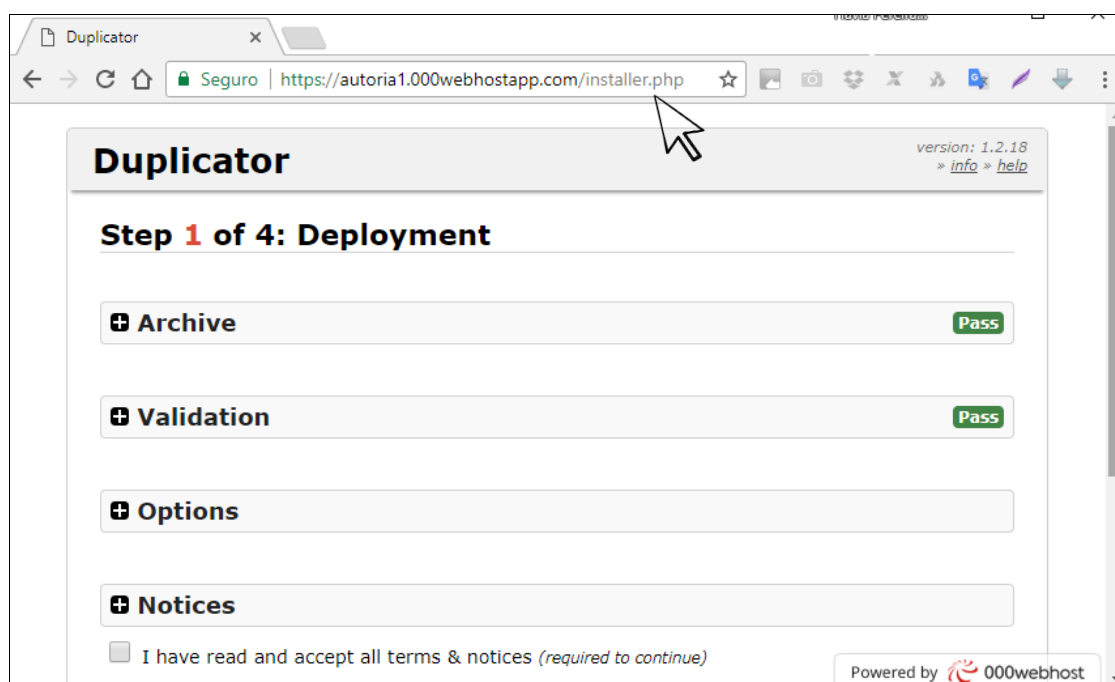 Duplicator
Seguro | https://autoria1.000webhostapp.com/installer.php
Duplicator
version: 1.2.18
» info » help
Step 1 of 4: Deployment
Archive
Pass
Validation
Pass
Options
Notices
I have read and accept all terms & notices (required to continue)
Powered by 000webhost